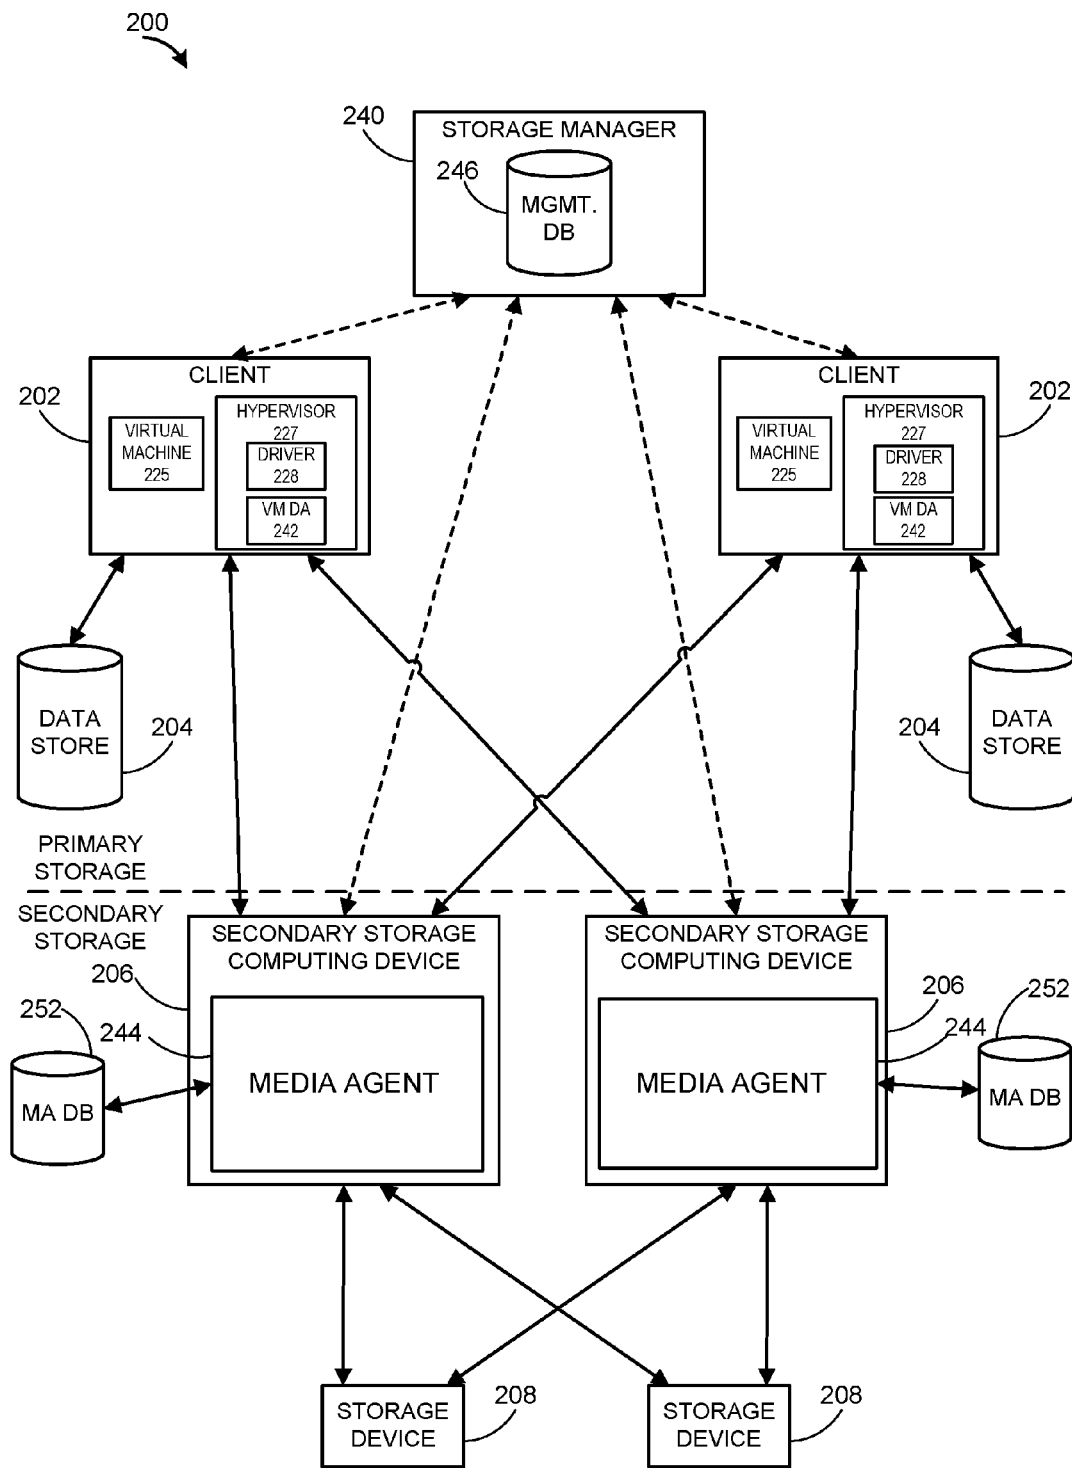 200
240
STORAGE MANAGER
246
MGMT.
DB
CLIENT
202
VIRTUAL
MACHINE
225
HYPERVISOR
227
DRIVER
228
VM DA
242
CLIENT
202
VIRTUAL
MACHINE
225
HYPERVISOR
227
DRIVER
228
VM DA
242
DATA
STORE
204
204
DATA
STORE
PRIMARY
STORAGE
SECONDARY
STORAGE
SECONDARY STORAGE
COMPUTING DEVICE
206
244
MEDIA AGENT
252
MA DB
SECONDARY STORAGE
COMPUTING DEVICE
206
244
MEDIA AGENT
252
MA DB
STORAGE
DEVICE
208
STORAGE
DEVICE
208